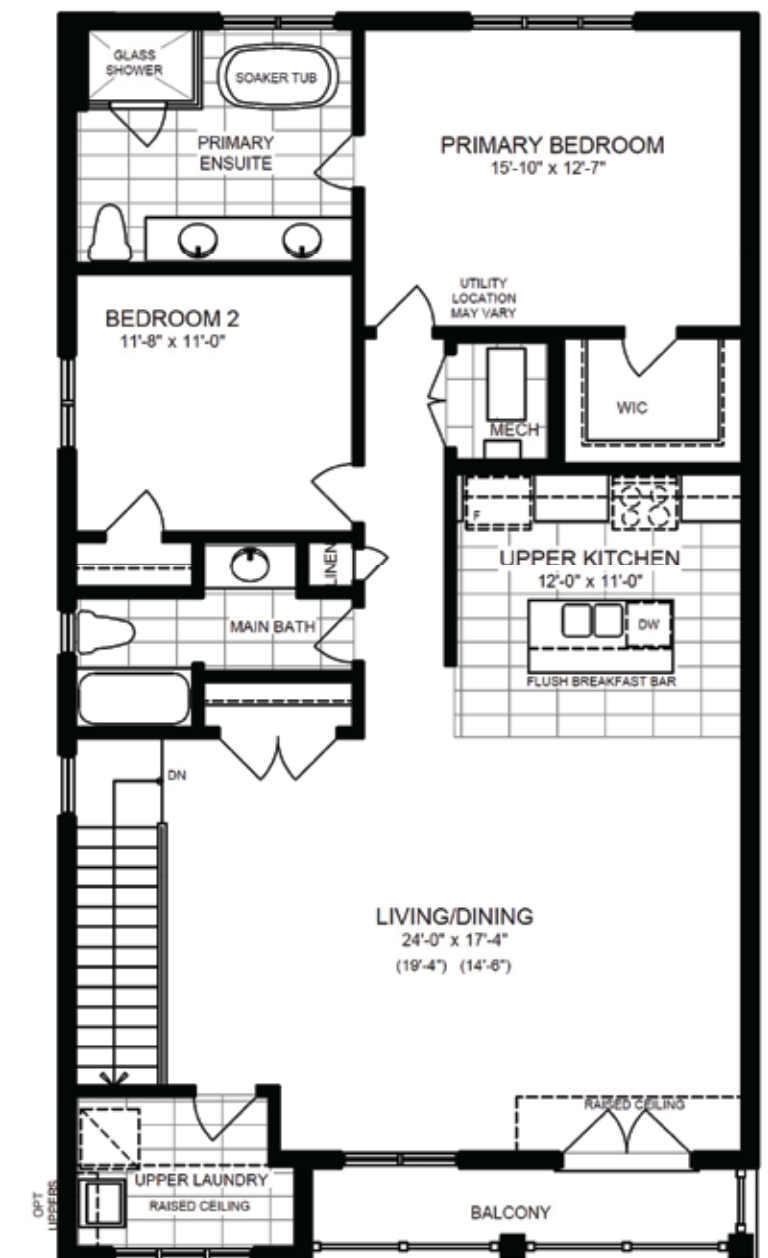 GLASS
SHOWER
SOAKER TUB
PRIMARY
ENSUITE
PRIMARY BEDROOM
15'-10" x 12'-7"
UTILITY
LOCATION
MAY VARY
BEDROOM 2
11'-8" x 11'-0"
WIC
MECH
F
UPPER KITCHEN
12'-0" x 11'-0"
LINEN
MAIN BATH
DW
FLUSH BREAKFAST BAR
DN
LIVING/DINING
24'-0" x 17'-4"
(19'-4") (14'-6")
RAISED CEILING
UPPER LAUNDRY
RAISED CEILING
OPT
UPPERS
BALCONY